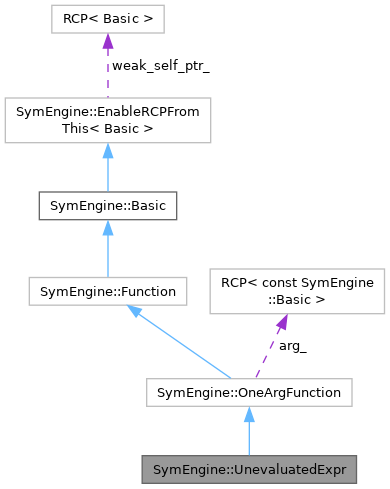 RCP< Basic >
weak_self_ptr_
SymEngine::EnableRCPFrom
This< Basic >
SymEngine::Basic
SymEngine::Function
RCP< const SymEngine
::Basic >
arg_
SymEngine::OneArgFunction
SymEngine::UnevaluatedExpr